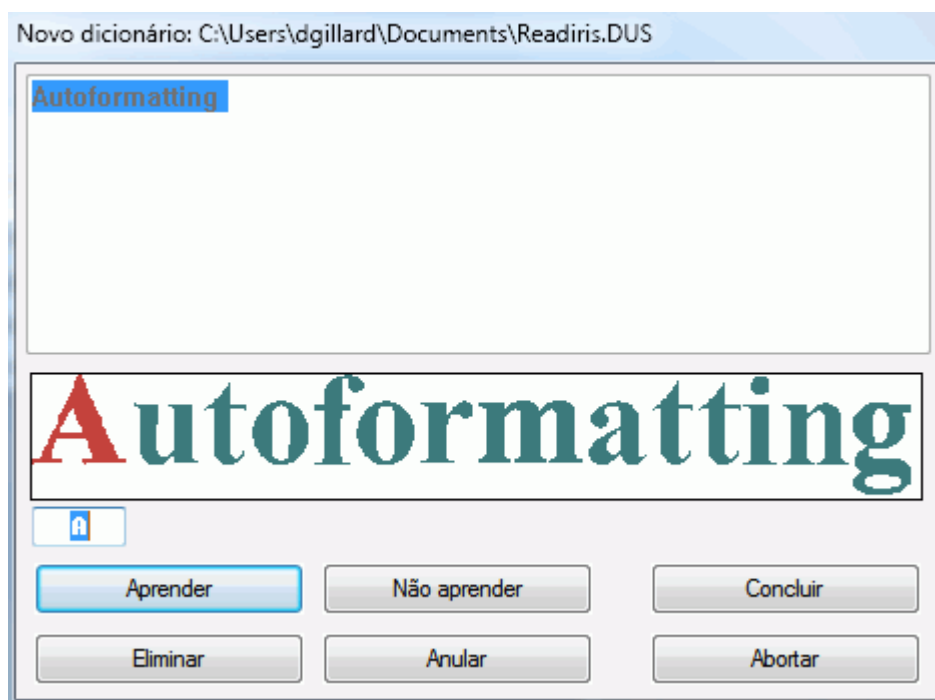 Novo dicionário: C:\Users\dgillard\Documents\Readiris.DUS
Autoformatting
Autoformatting
A
Aprender Não aprender Concluir
Eliminar Anular Abortar